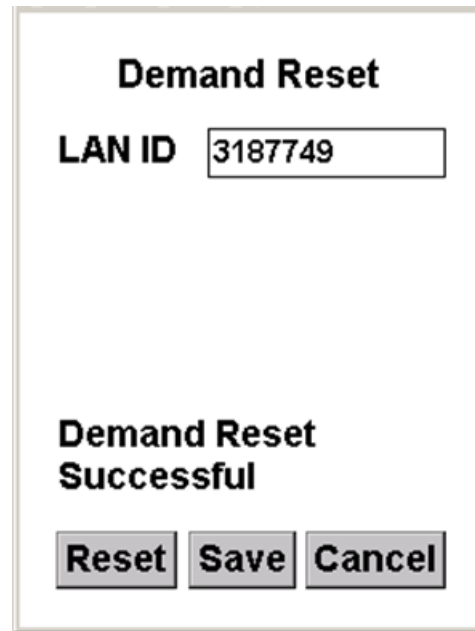 Demand Reset
LAN ID 3187749
Demand Reset
Successful
Reset Save Cancel